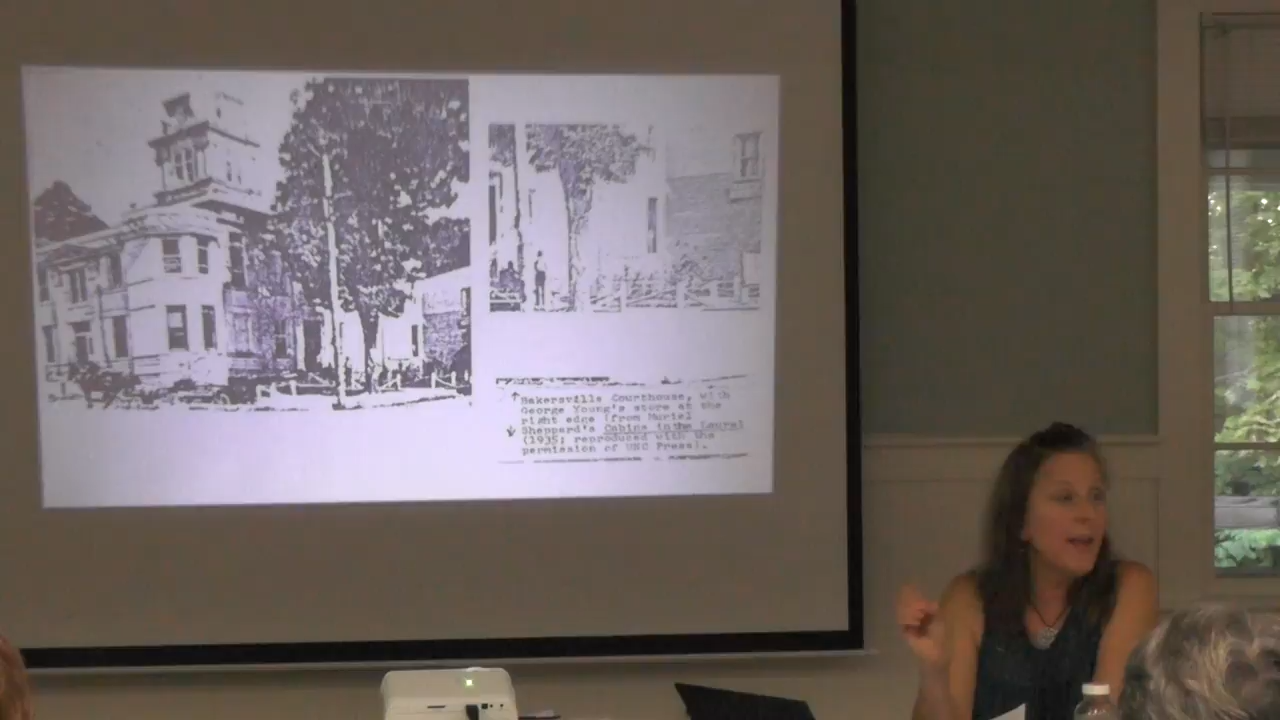 ↑Bakersville Courthouse, with
George Young's store at the
right edge (from Muriel
↓ Sheppard's Cabins in the Laurel
(1935; reproduced with the
permission of UNC Press).